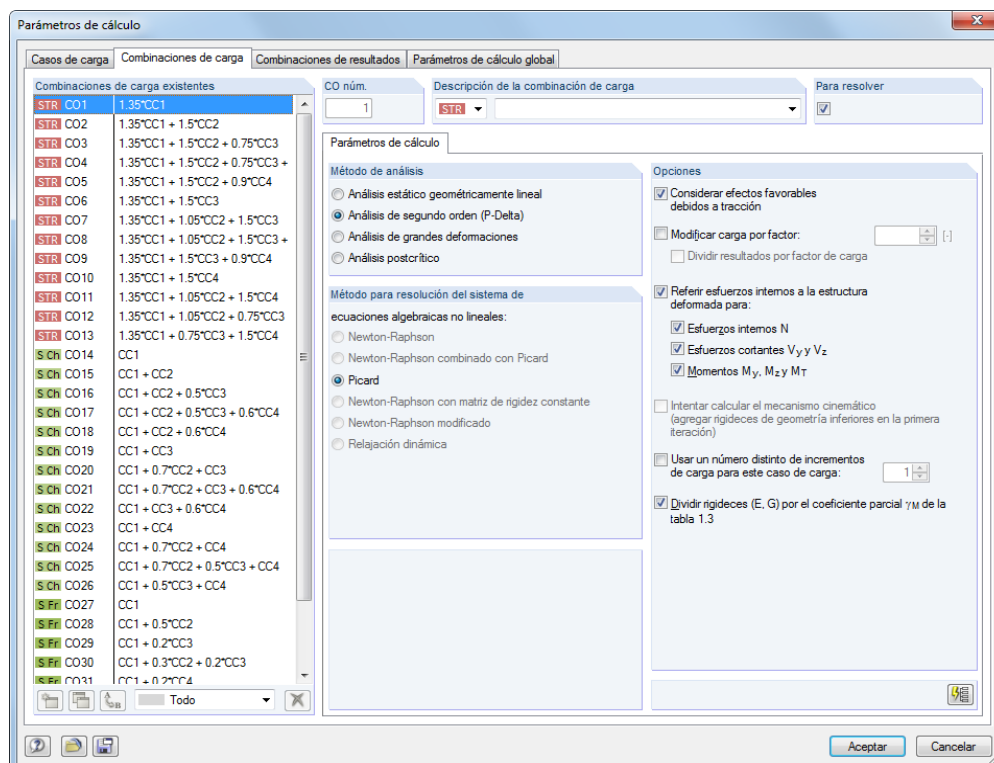 Parámetros de cálculo
Casos de carga
Combinaciones de carga
Combinaciones de resultados
Parámetros de cálculo global
Combinaciones de carga existentes
STR CO1 1.35*CC1
STR CO2 1.35*CC1 + 1.5*CC2
STR CO3 1.35*CC1 + 1.5*CC2 + 0.75*CC3
STR CO4 1.35*CC1 + 1.5*CC2 + 0.75*CC3 +
STR CO5 1.35*CC1 + 1.5*CC2 + 0.9*CC4
STR CO6 1.35*CC1 + 1.5*CC3
STR CO7 1.35*CC1 + 1.05*CC2 + 1.5*CC3
STR CO8 1.35*CC1 + 1.05*CC2 + 1.5*CC3 +
STR CO9 1.35*CC1 + 1.5*CC3 + 0.9*CC4
STR CO10 1.35*CC1 + 1.5*CC4
STR CO11 1.35*CC1 + 1.05*CC2 + 1.5*CC4
STR CO12 1.35*CC1 + 1.05*CC2 + 0.75*CC3
STR CO13 1.35*CC1 + 0.75*CC3 + 1.5*CC4
S Ch CO14 CC1
S Ch CO15 CC1 + CC2
S Ch CO16 CC1 + CC2 + 0.5*CC3
S Ch CO17 CC1 + CC2 + 0.5*CC3 + 0.6*CC4
S Ch CO18 CC1 + CC2 + 0.6*CC4
S Ch CO19 CC1 + CC3
S Ch CO20 CC1 + 0.7*CC2 + CC3
S Ch CO21 CC1 + 0.7*CC2 + CC3 + 0.6*CC4
S Ch CO22 CC1 + CC3 + 0.6*CC4
S Ch CO23 CC1 + CC4
S Ch CO24 CC1 + 0.7*CC2 + CC4
S Ch CO25 CC1 + 0.7*CC2 + 0.5*CC3 + CC4
S Ch CO26 CC1 + 0.5*CC3 + CC4
S Fr CO27 CC1
S Fr CO28 CC1 + 0.5*CC2
S Fr CO29 CC1 + 0.2*CC3
S Fr CO30 CC1 + 0.3*CC2 + 0.2*CC3
S Fr CO31 CC1 + 0.2*CC4
Todo
CO núm.
1
Descripción de la combinación de carga
STR
Para resolver
Parámetros de cálculo
Método de análisis
Análisis estático geométricamente lineal
Análisis de segundo orden (P-Delta)
Análisis de grandes deformaciones
Análisis postcrítico
Método para resolución del sistema de
ecuaciones algebraicas no lineales:
Newton-Raphson
Newton-Raphson combinado con Picard
Picard
Newton-Raphson con matriz de rigidez constante
Newton-Raphson modificado
Relajación dinámica
Opciones
Considerar efectos favorables
debidos a tracción
Modificar carga por factor:
[-]
Dividir resultados por factor de carga
Referir esfuerzos internos a la estructura
deformada para:
Esfuerzos internos N
Esfuerzos cortantes Vy y Vz
Momentos My, Mz y MT
Intentar calcular el mecanismo cinemático
(agregar rigideces de geometría inferiores en la primera
iteración)
Usar un número distinto de incrementos
de carga para este caso de carga:
1
Dividir rigideces (E, G) por el coeficiente parcial γM de la
tabla 1.3
Aceptar
Cancelar